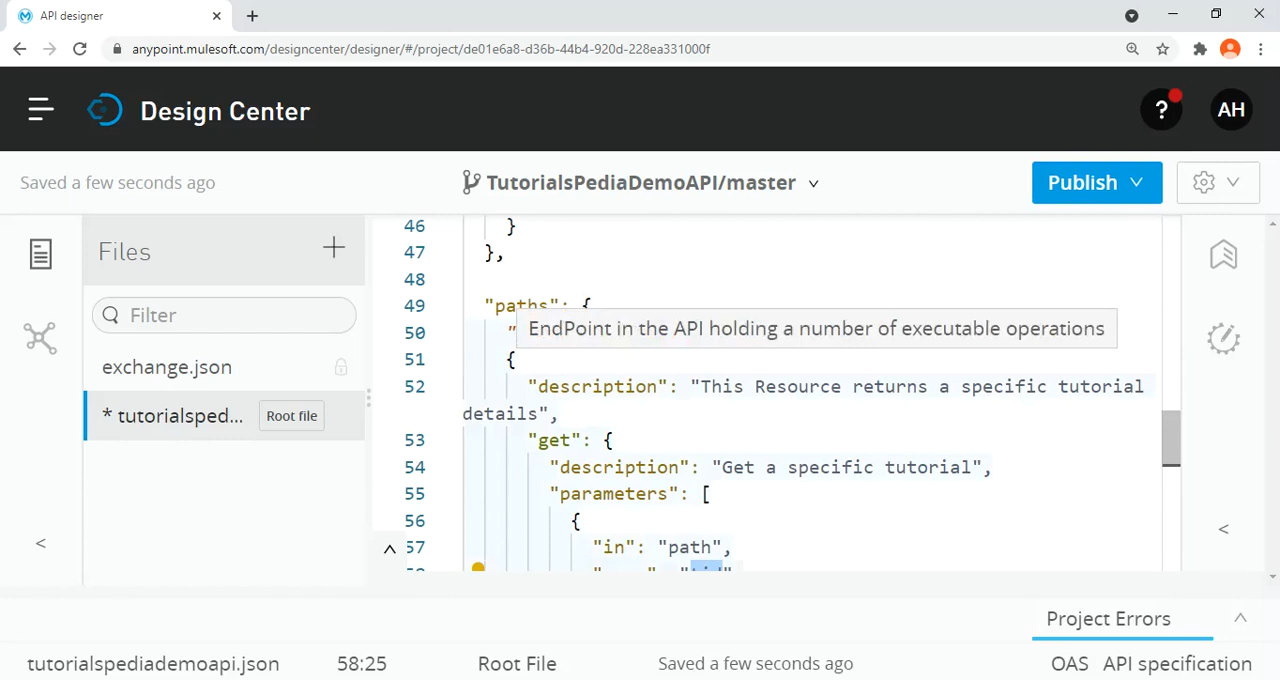 API designer
anypoint.mulesoft.com/designcenter/designer/#/project/de01e6a8-d36b-44b4-920d-228ea331000f
Design Center
?
AH
Saved a few seconds ago
TutorialsPediaDemoAPI/master
Publish
Files
Filter
exchange.json
* tutorialsped...
Root file
46 }
47 },
48
49 "paths": {
50 "
EndPoint in the API holding a number of executable operations
51 {
52 "description": "This Resource returns a specific tutorial
details",
53 "get": {
54 "description": "Get a specific tutorial",
55 "parameters": [
56 {
57 "in": "path",
Project Errors
tutorialspediademoapi.json 58:25 Root File Saved a few seconds ago OAS API specification